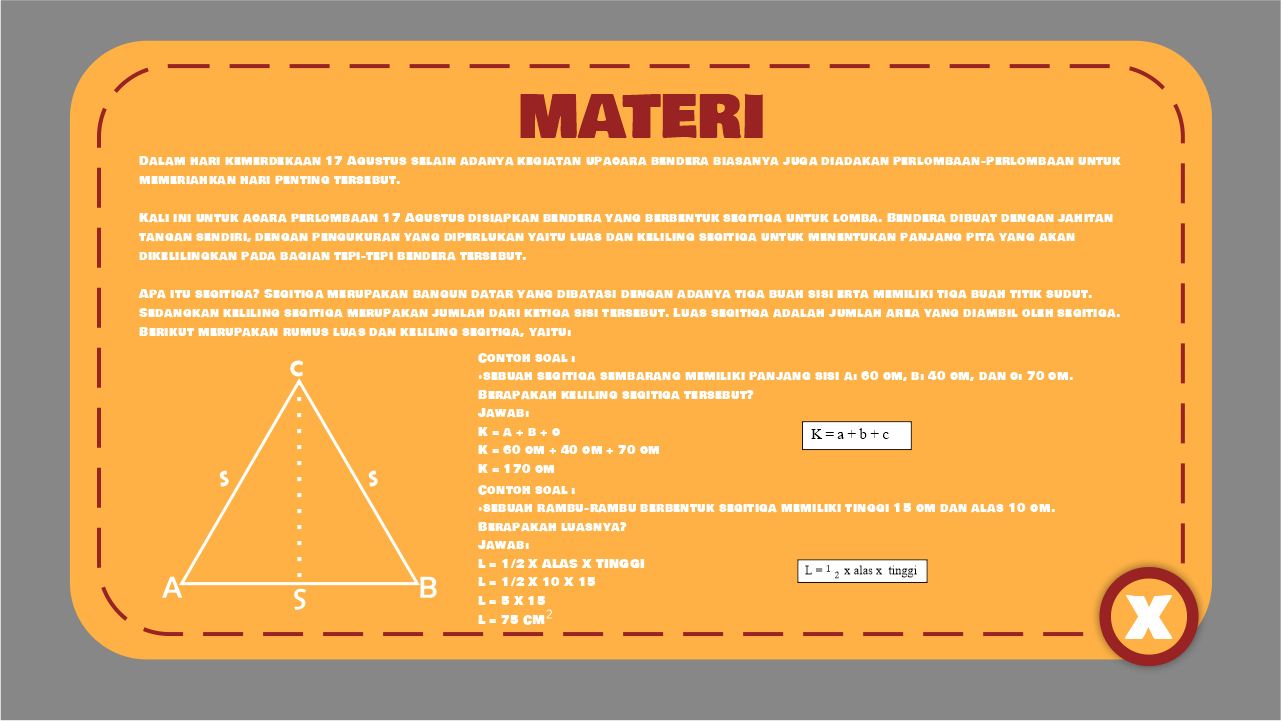 MATERI
Dalam hari kemerdekaan 17 Agustus selain adanya kegiatan upacara bendera biasanya juga diadakan perlombaan-perlombaan untuk
memeriahkan hari penting tersebut.
Kali ini untuk acara perlombaan 17 Agustus disiapkan bendera yang berbentuk segitiga untuk lomba. Bendera dibuat dengan jahitan
tangan sendiri, dengan pengukuran yang diperlukan yaitu luas dan keliling segitiga untuk menentukan panjang pita yang akan
dikelilingkan pada bagian tepi-tepi bendera tersebut.
Apa itu segitiga? Segitiga merupakan bangun datar yang dibatasi dengan adanya tiga buah sisi erta memiliki tiga buah titik sudut.
Sedangkan keliling segitiga merupakan jumlah dari ketiga sisi tersebut. Luas segitiga adalah jumlah area yang diambil oleh segitiga.
Berikut merupakan rumus luas dan keliling segitiga, yaitu:
C
S
S
A
B
S
Contoh soal :
•sebuah segitiga sembarang memiliki panjang sisi a: 60 cm, b: 40 cm, dan c: 70 cm.
Berapakah keliling segitiga tersebut?
Jawab:
K = a + b + c
K = 60 cm + 40 cm + 70 cm
K = 170 cm
K = a + b + c
Contoh soal :
•sebuah rambu-rambu berbentuk segitiga memiliki tinggi 15 cm dan alas 10 cm.
Berapakah luasnya?
Jawab:
L = 1/2 x alas x tinggi
L = 1/2 x 10 x 15
L = 5 x 15
L = 75 CM²
L = ¹ ₂ x alas x tinggi
X